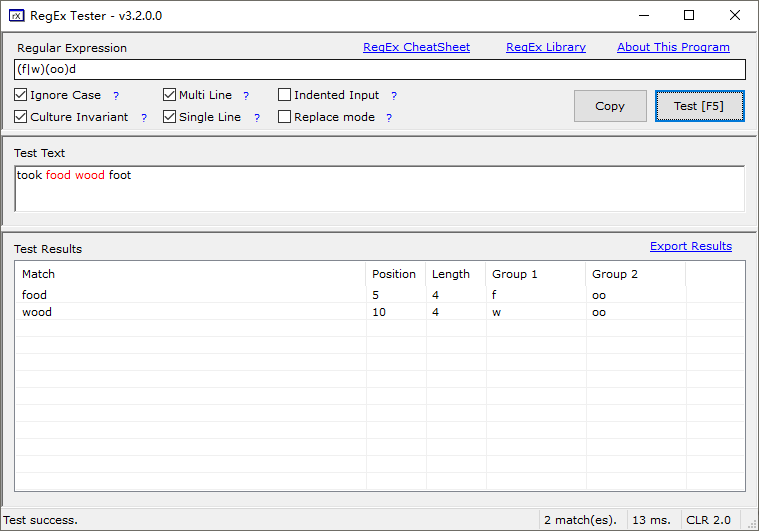 rX RegEx Tester - v3.2.0.0
Regular Expression RegEx CheatSheet RegEx Library About This Program
(f|w)(oo)d
Ignore Case ? Multi Line ? Indented Input ?
Culture Invariant ? Single Line ? Replace mode ?
Copy Test [F5]
Test Text
took food wood foot
Test Results Export Results
Match Position Length Group 1 Group 2
food 5 4 f oo
wood 10 4 w oo
Test success. 2 match(es). 13 ms. CLR 2.0